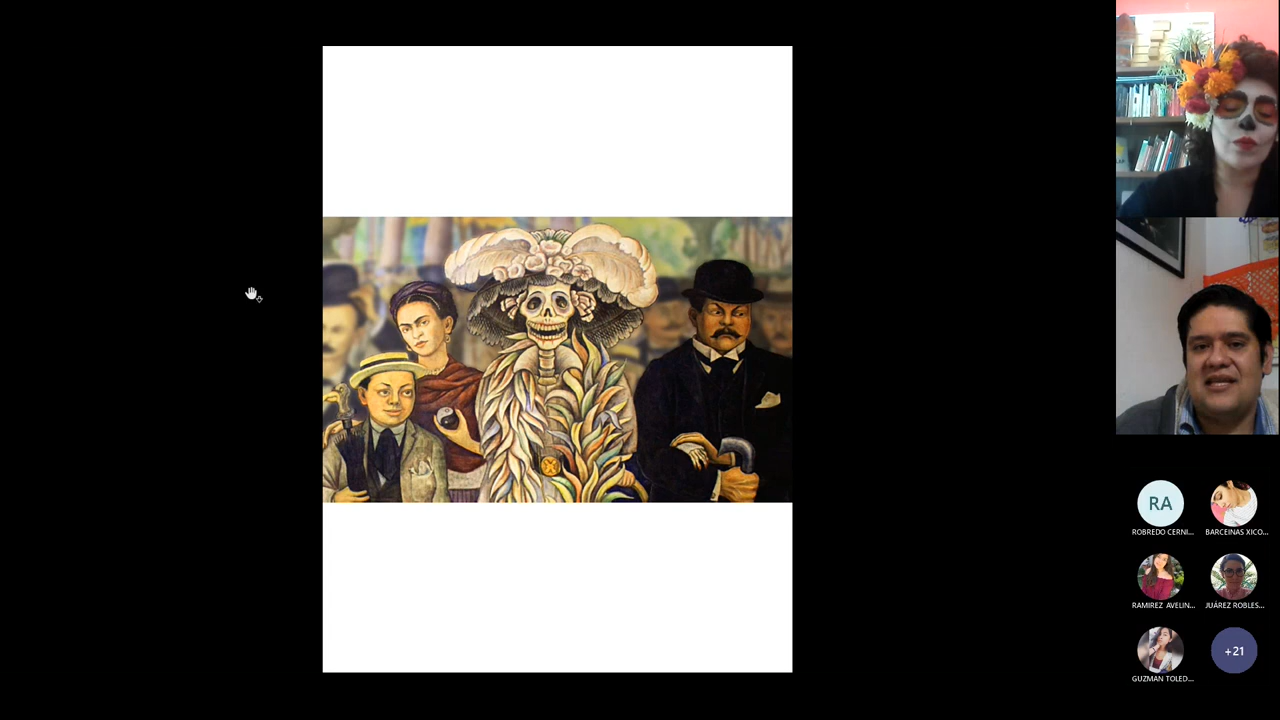 RA
ROBREDO CERNI...
BARCEINAS XICO...
RAMIREZ AVELIN...
JUÁREZ ROBLES...
GUZMAN TOLED...
+21